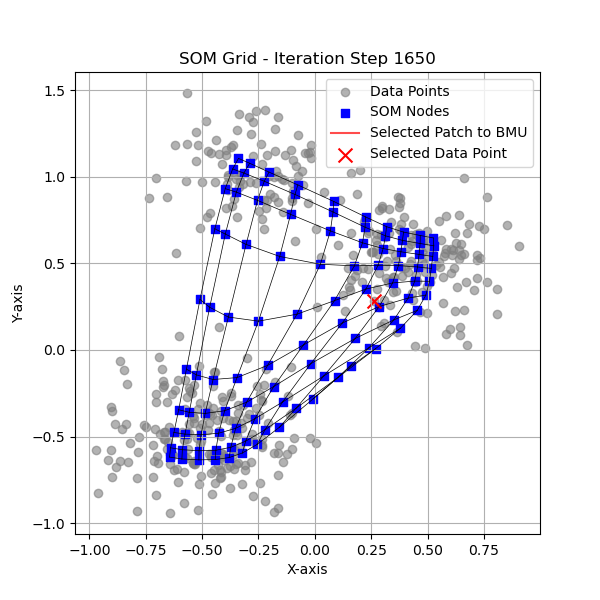 SOM Grid - Iteration Step 1650
Data Points
SOM Nodes
Selected Patch to BMU
Selected Data Point
1.5
1.0
0.5
0.0
−0.5
−1.0
Y-axis
−1.00 −0.75 −0.50 −0.25 0.00 0.25 0.50 0.75
X-axis